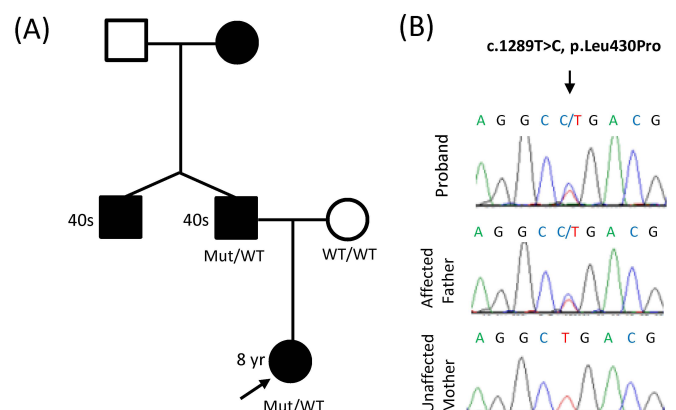 (A)
40s
40s
Mut/WT
WT/WT
8 yr
Mut/WT
(B)
c.1289T>C, p.Leu430Pro
A G G C C/T G A C G
Proband
A G G C C/T G A C G
Affected
Father
A G G C T G A C G
Unaffected
Mother